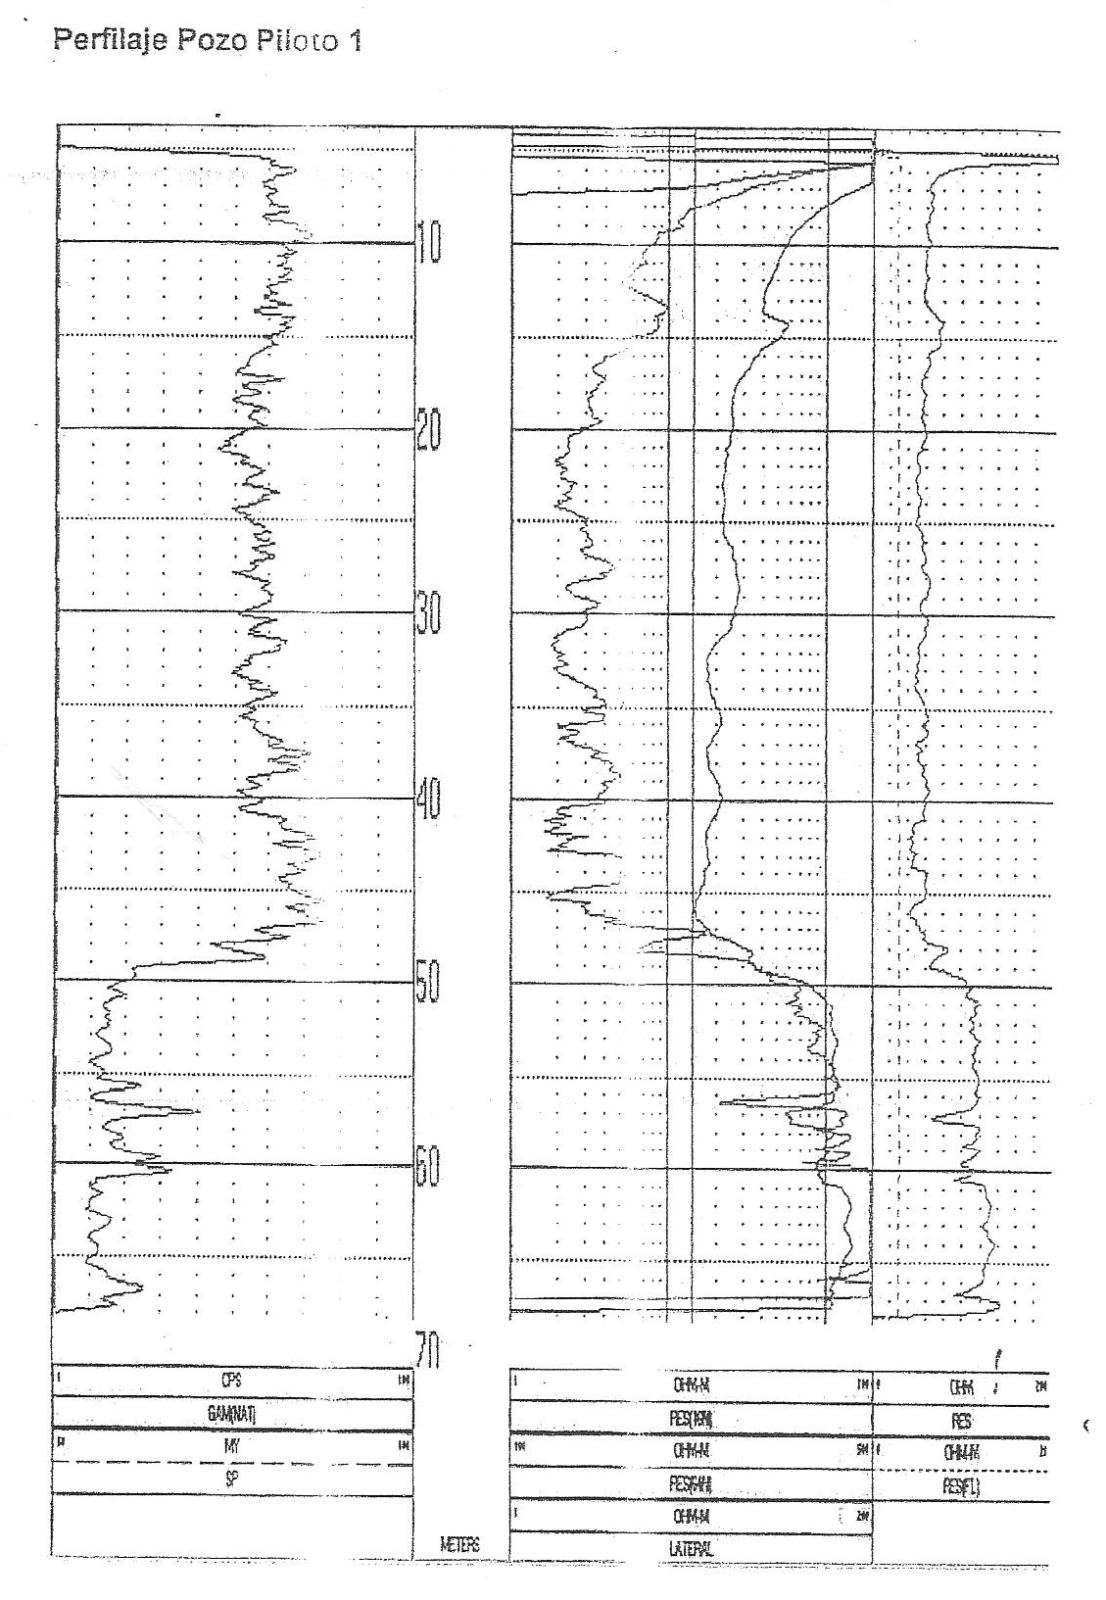 Perfilaje Pozo Piloto 1
10
20
30
40
50
60
70
CPS
GAM(NAT)
MV
SP
METERS
OHM-M
RES(16N)
OHM-M
RES(64N)
OHM-M
LATERAL
OHM
RES
OHM-M
RES(FL)